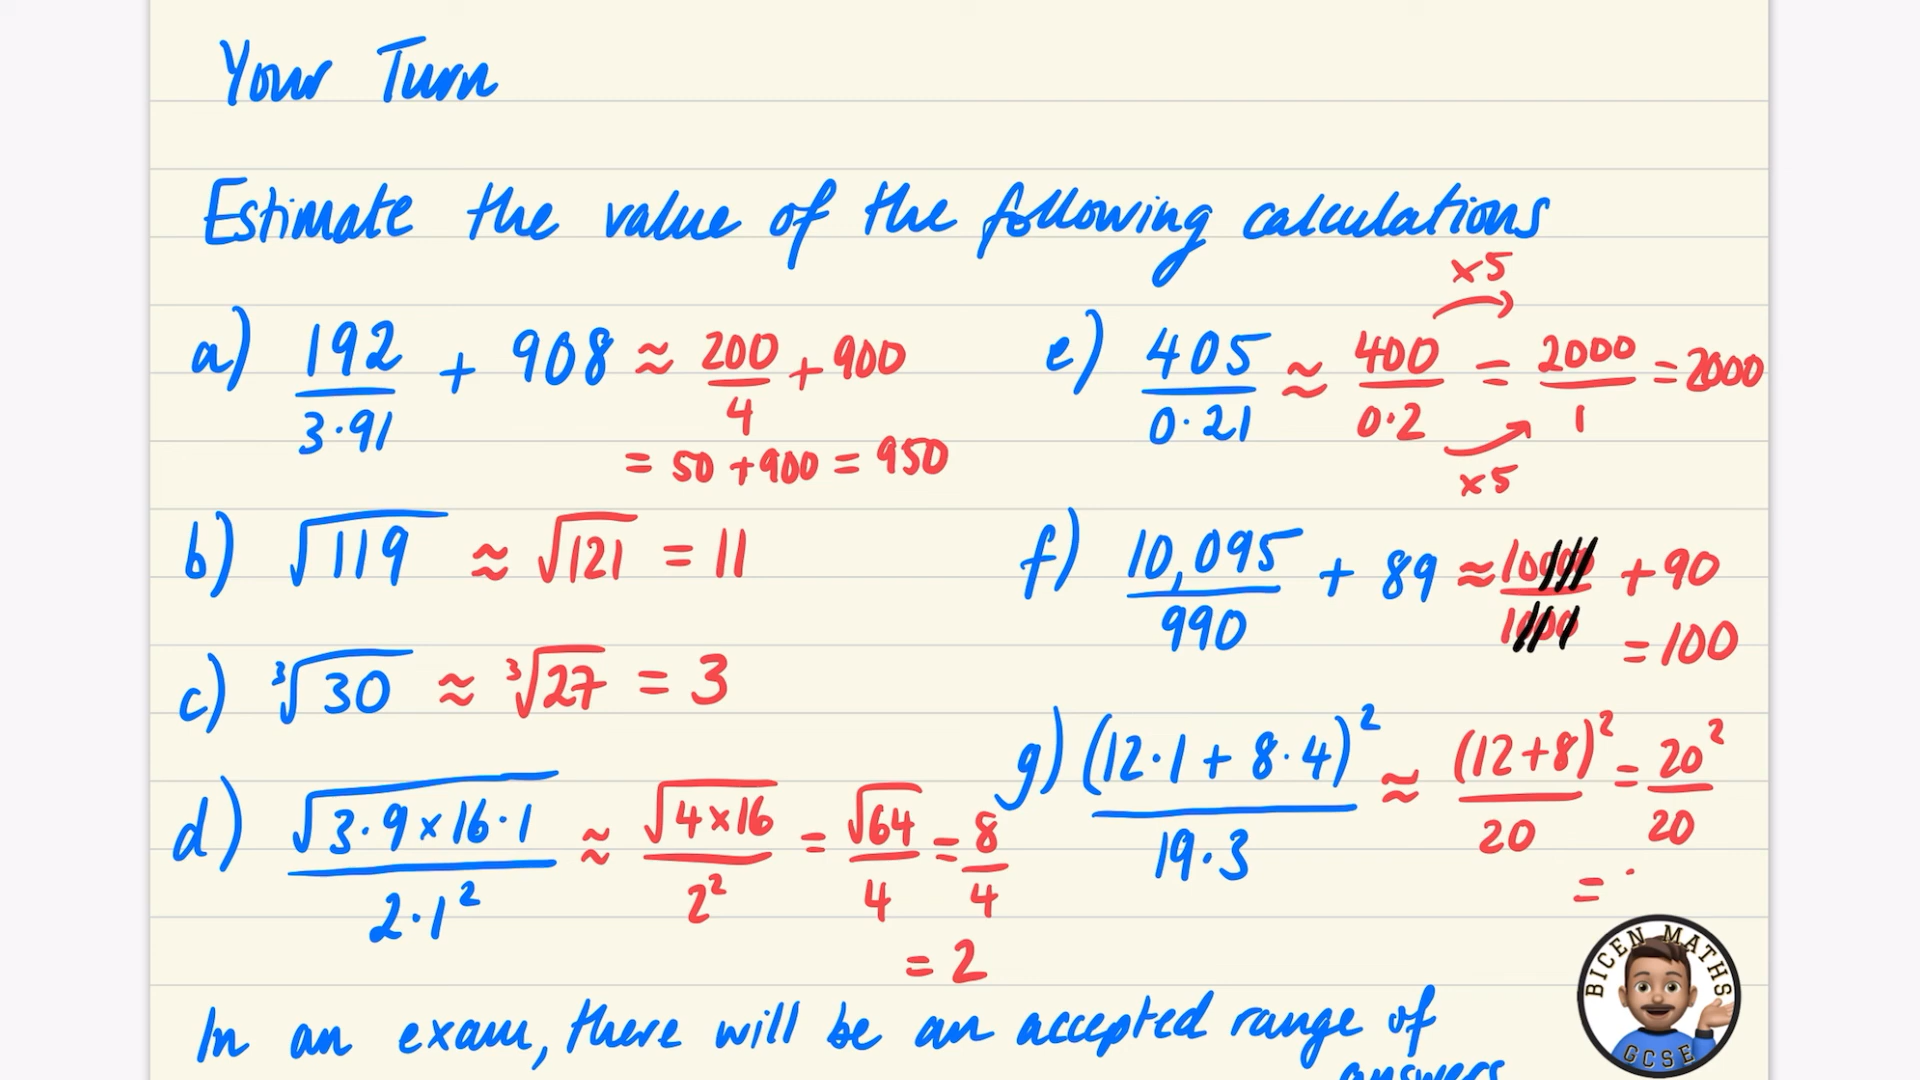 Your Turn
Estimate the value of the following calculations
a) 192/3·91 + 908 ≈ 200/4 + 900
= 50 + 900 = 950
b) √119 ≈ √121 = 11
c) ³√30 ≈ ³√27 = 3
d) √(3·9×16·1)/2·1² ≈ √(4×16)/2² = √64/4 = 8/4
= 2
×5
e) 405/0·21 ≈ 400/0·2 = 2000/1 = 2000
×5
f) 10,095/990 + 89 ≈ 10000/1000 + 90
= 100
g) (12·1 + 8·4)²/19·3 ≈ (12+8)²/20 = 20²/20
=
In an exam, there will be an accepted range of
answers
BICEN MATHS
GCSE